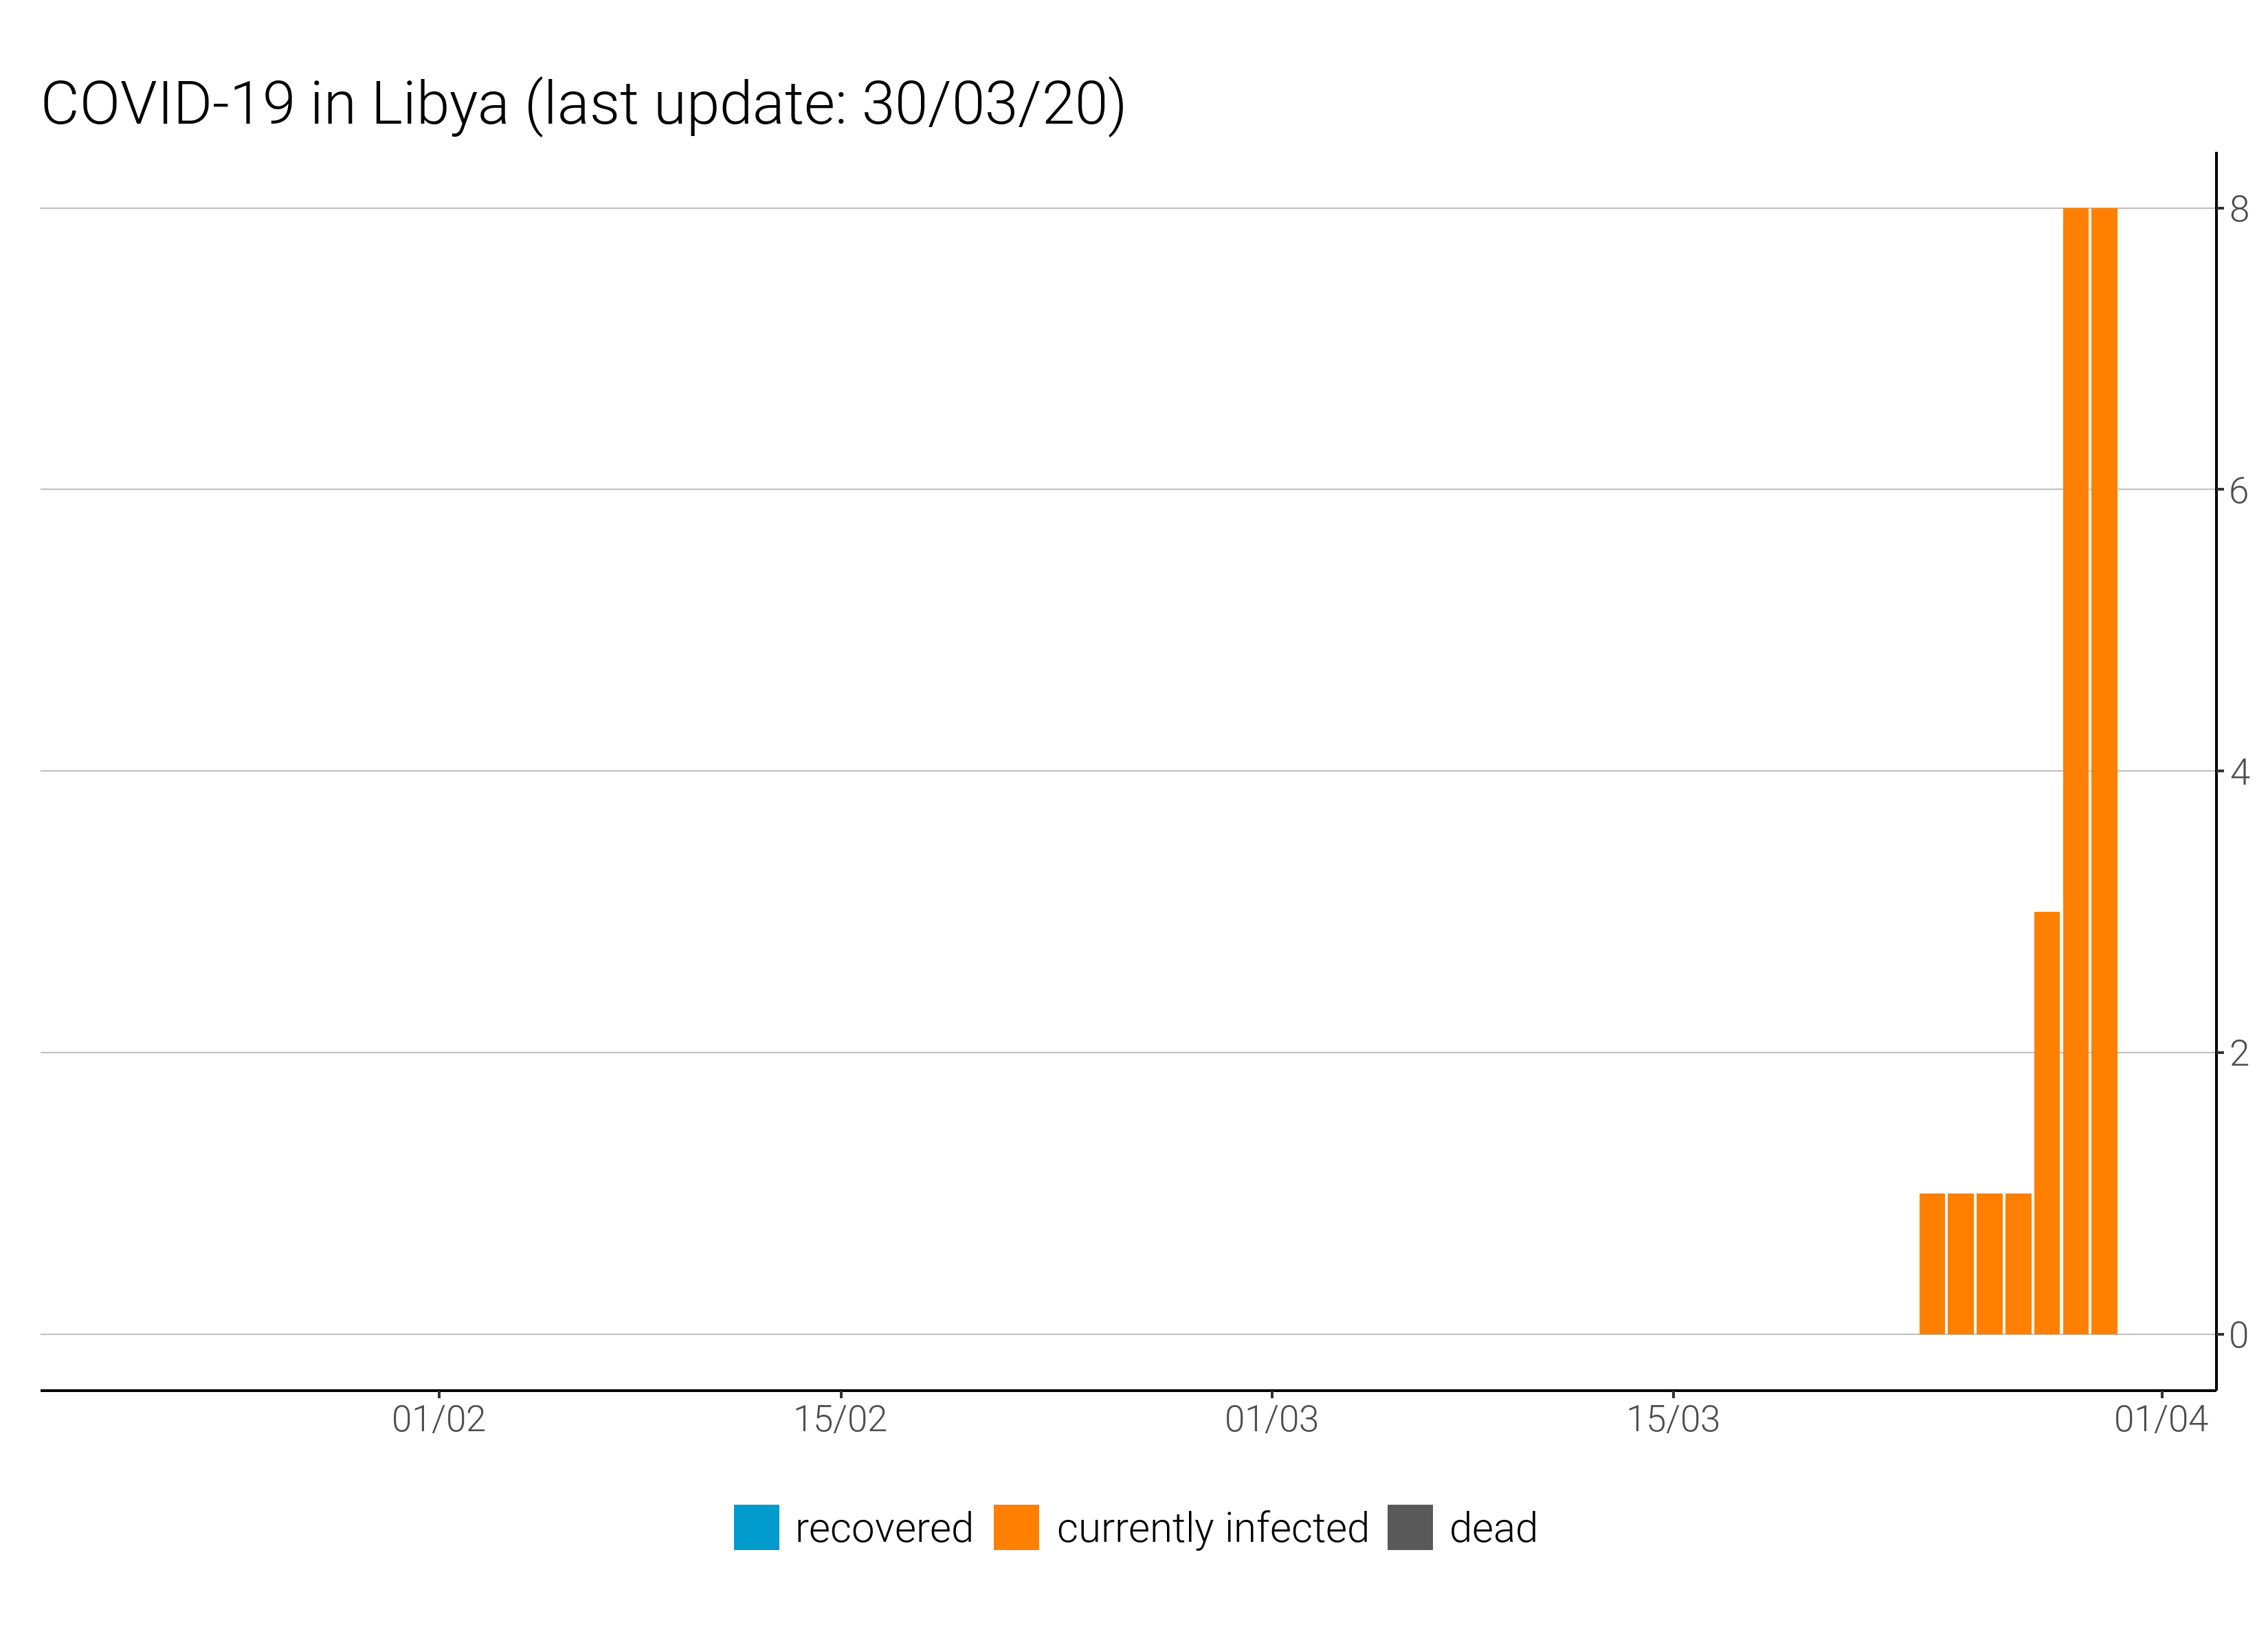 COVID-19 in Libya (last update: 30/03/20)
8
6
4
2
0
01/02 15/02 01/03 15/03 01/04
recovered currently infected dead